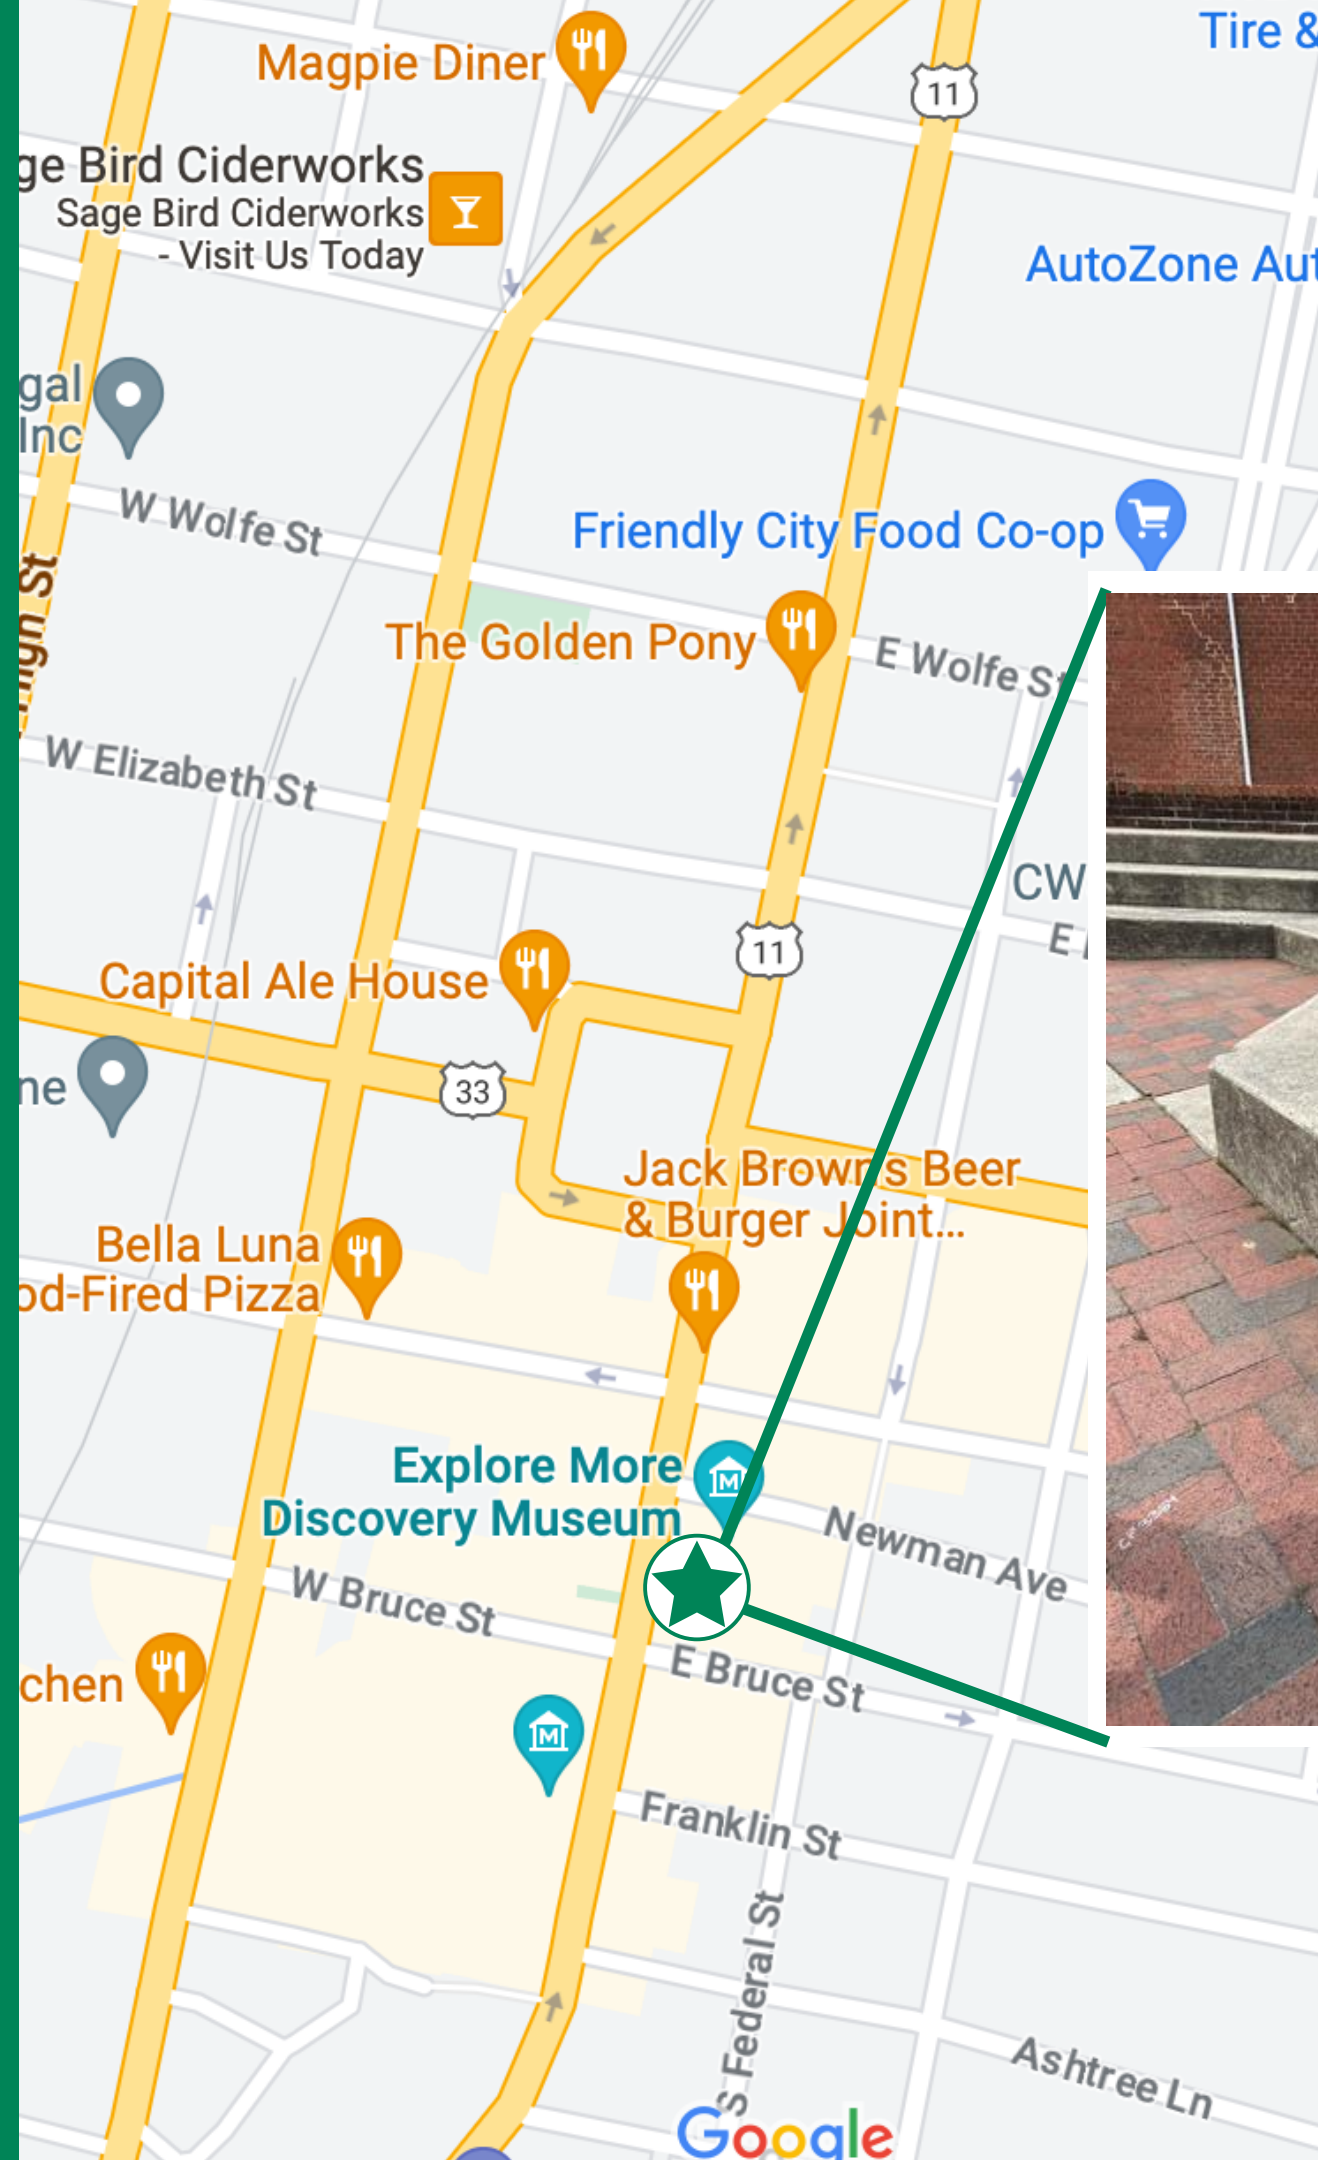 Tire &
Magpie Diner
11
ge Bird Ciderworks
Sage Bird Ciderworks
- Visit Us Today
AutoZone Aut
gal
Inc
W Wolfe St
Friendly City Food Co-op
High St
The Golden Pony
E Wolfe St
W Elizabeth St
CW
E
11
Capital Ale House
33
ne
Jack Brown's Beer
& Burger Joint...
Bella Luna
od-Fired Pizza
Explore More
Discovery Museum
M
Newman Ave
W Bruce St
E Bruce St
chen
M
Franklin St
S Federal St
Ashtree Ln
Google